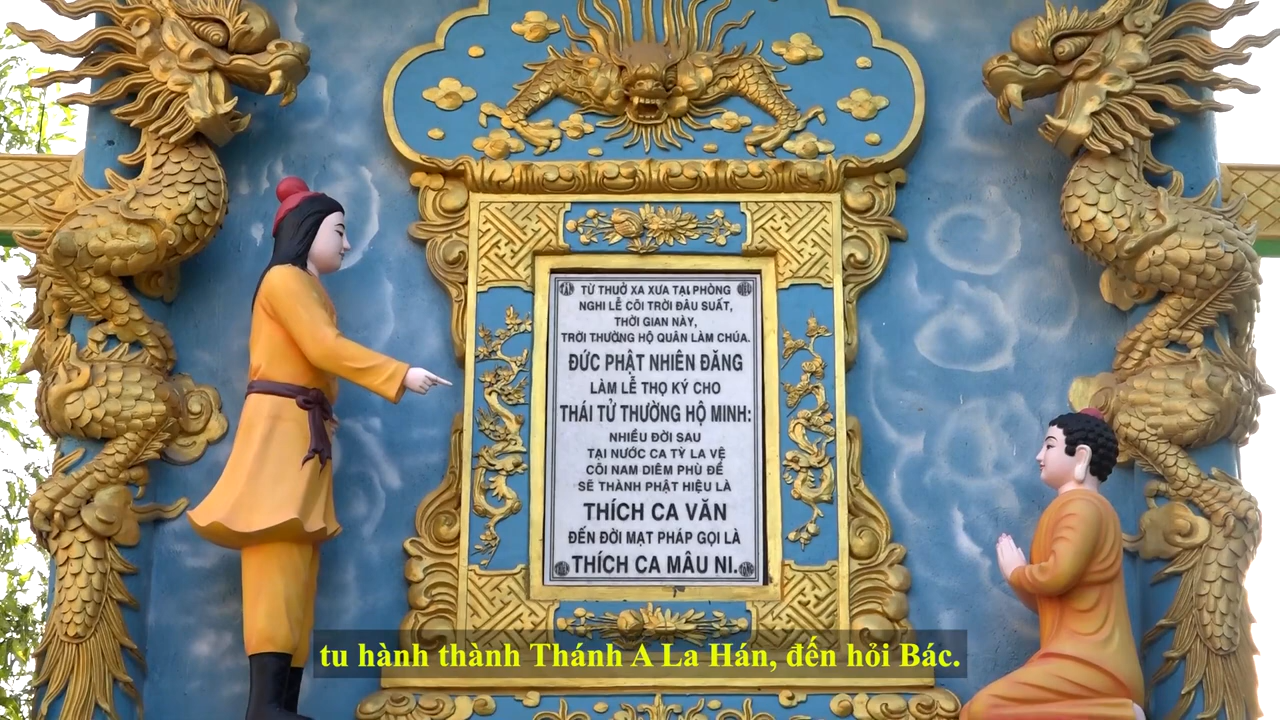 TỪ THUỞ XA XƯA TẠI PHÒNG
NGHI LỄ CÕI TRỜI ĐÂU SUẤT,
THỜI GIAN NÀY,
TRỜI THƯỜNG HỘ QUÂN LÀM CHÚA.
ĐỨC PHẬT NHIÊN ĐĂNG
LÀM LỄ THỌ KÝ CHO
THÁI TỬ THƯỜNG HỘ MINH:
NHIỀU ĐỜI SAU
TẠI NƯỚC CA TỲ LA VỆ
CÕI NAM DIÊM PHÙ ĐỀ
SẼ THÀNH PHẬT HIỆU LÀ
THÍCH CA VĂN
ĐẾN ĐỜI MẠT PHÁP GỌI LÀ
THÍCH CA MÂU NI.
tu hành thành Thánh A La Hán, đến hỏi Bác.